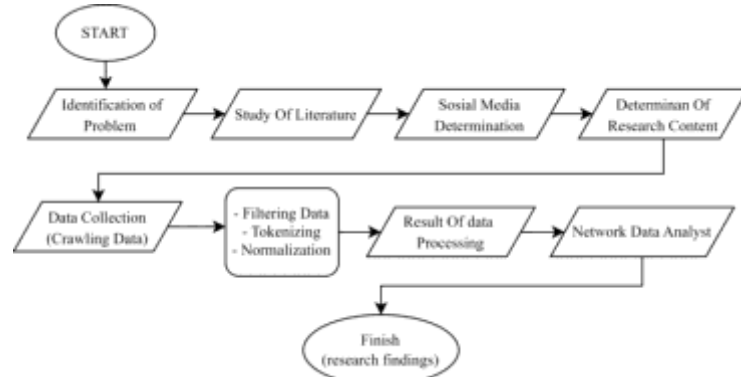 START
Identification of
Problem
Study Of Literature
Sosial Media
Determination
Determinan Of
Research Content
Data Collection
(Crawling Data)
- Filtering Data
- Tokenizing
- Normalization
Result Of data
Processing
Network Data Analyst
Finish
(research findings)